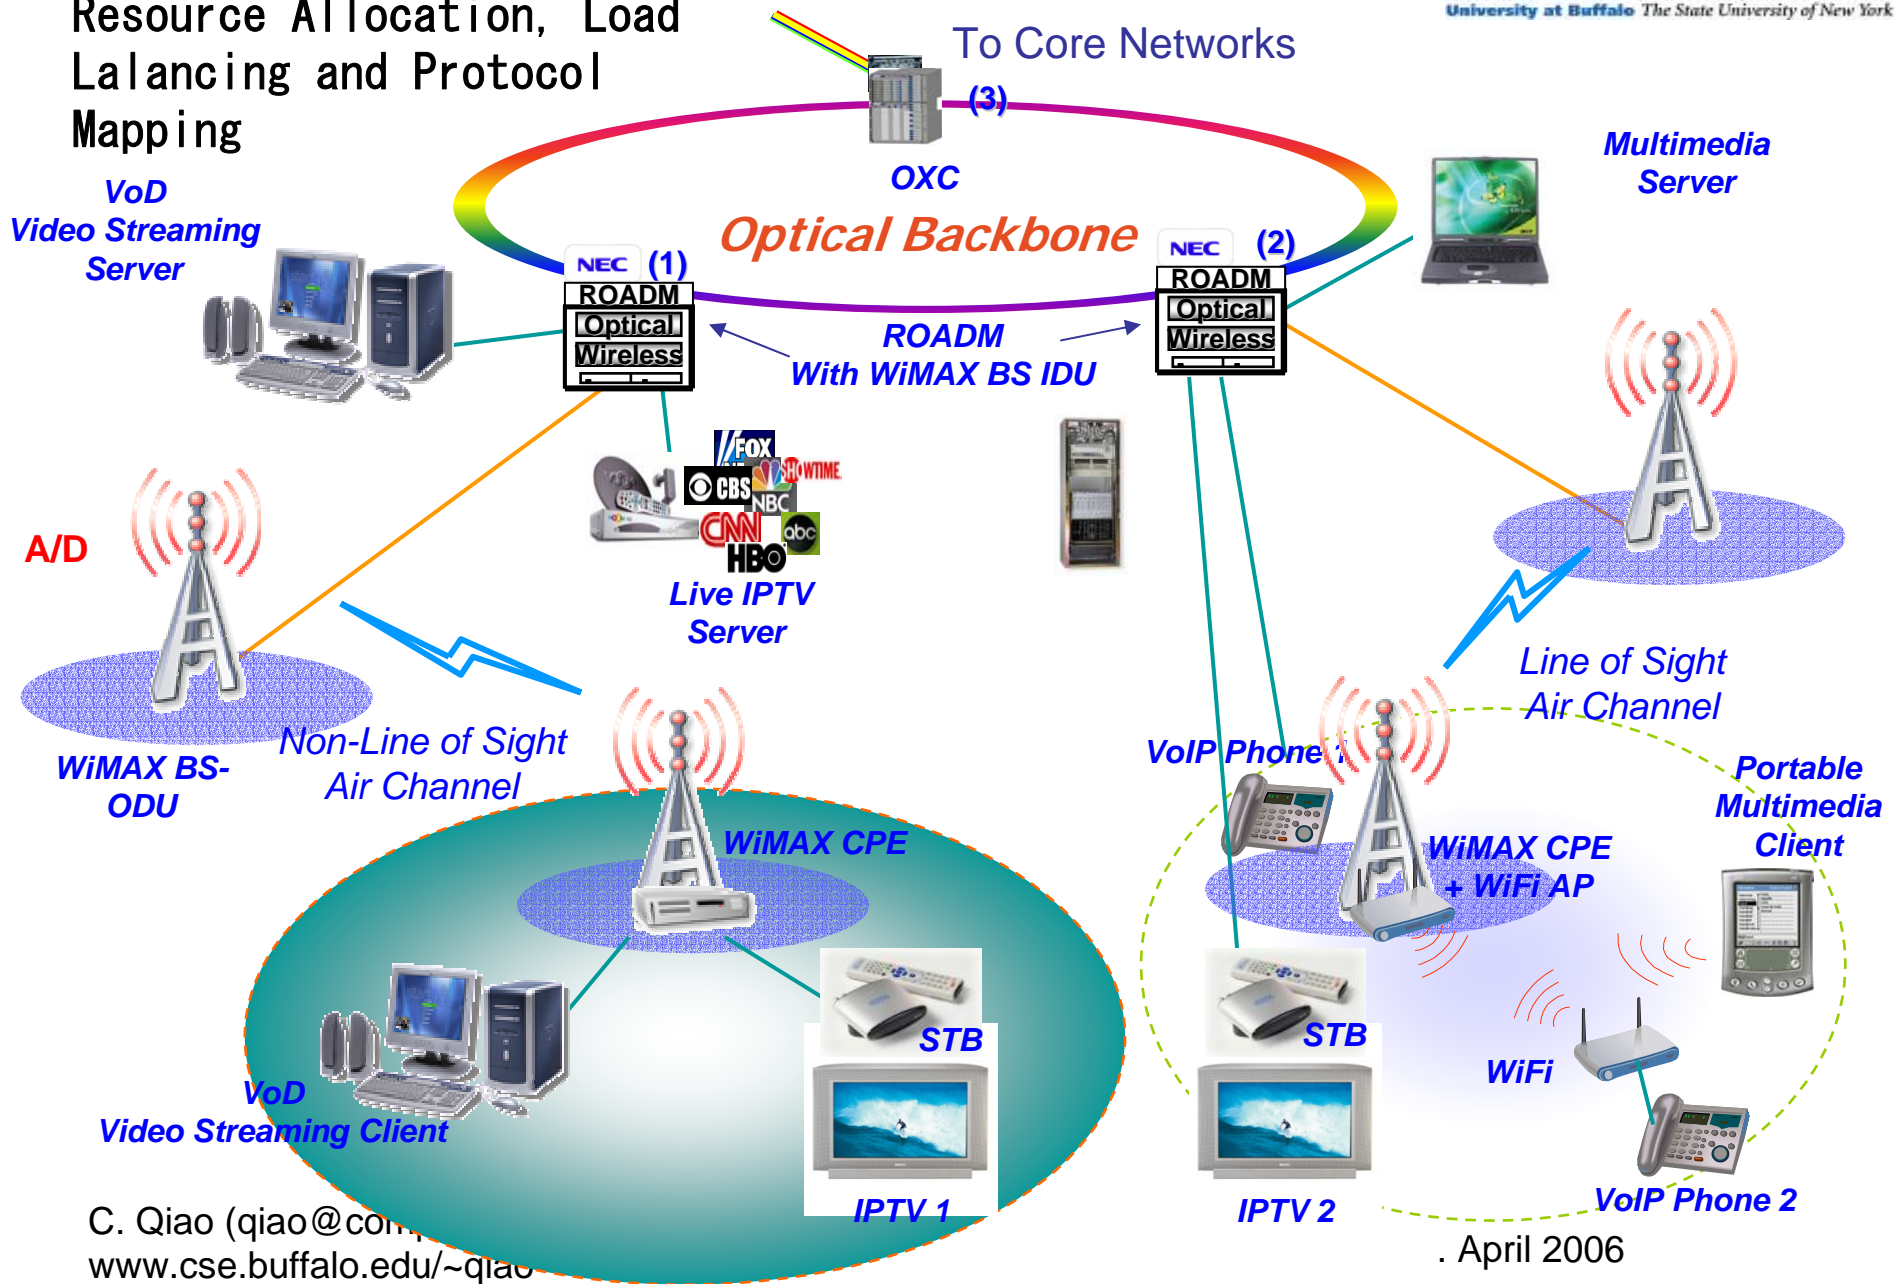 Resource Allocation, Load
Lalancing and Protocol
Mapping
University at Buffalo The State University of New York
To Core Networks
(3)
OXC
Optical Backbone
VoD
Video Streaming
Server
Multimedia
Server
NEC
(1)
ROADM
Optical
Wireless
NEC
(2)
ROADM
Optical
Wireless
ROADM
With WiMAX BS IDU
FOX
CBS
NBC
SHOWTIME
CNN
abc
HBO
Live IPTV
Server
A/D
WiMAX BS-
ODU
Non-Line of Sight
Air Channel
Line of Sight
Air Channel
WiMAX CPE
VoIP Phone 1
WiMAX CPE
+ WiFi AP
Portable
Multimedia
Client
STB
STB
WiFi
VoD
Video Streaming Client
IPTV 1
IPTV 2
VoIP Phone 2
C. Qiao (qiao@com
www.cse.buffalo.edu/~qiao
. April 2006